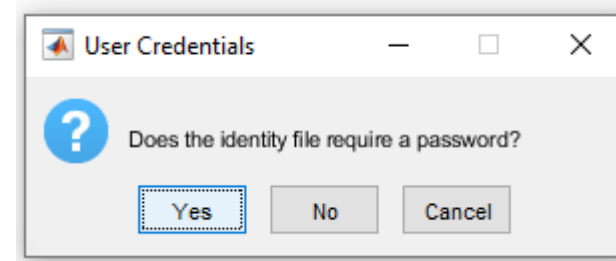 User Credentials
Does the identity file require a password?
Yes No Cancel